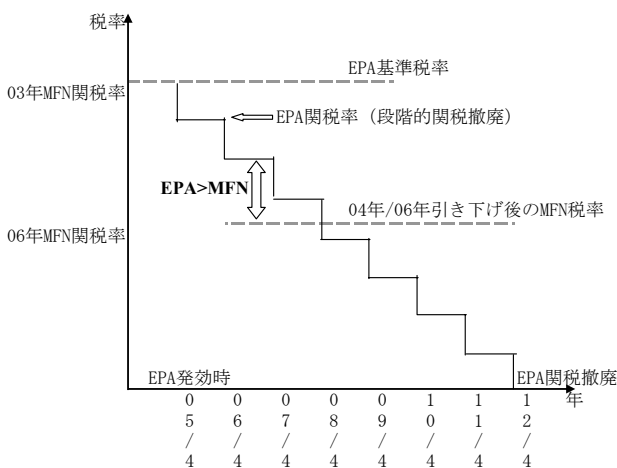 税率
EPA基準税率
03年MFN関税率
EPA関税率（段階的関税撤廃）
EPA>MFN
04年/06年引き下げ後のMFN税率
06年MFN関税率
EPA発効時
EPA関税撤廃
年
05/4
06/4
07/4
08/4
09/4
10/4
11/4
12/4